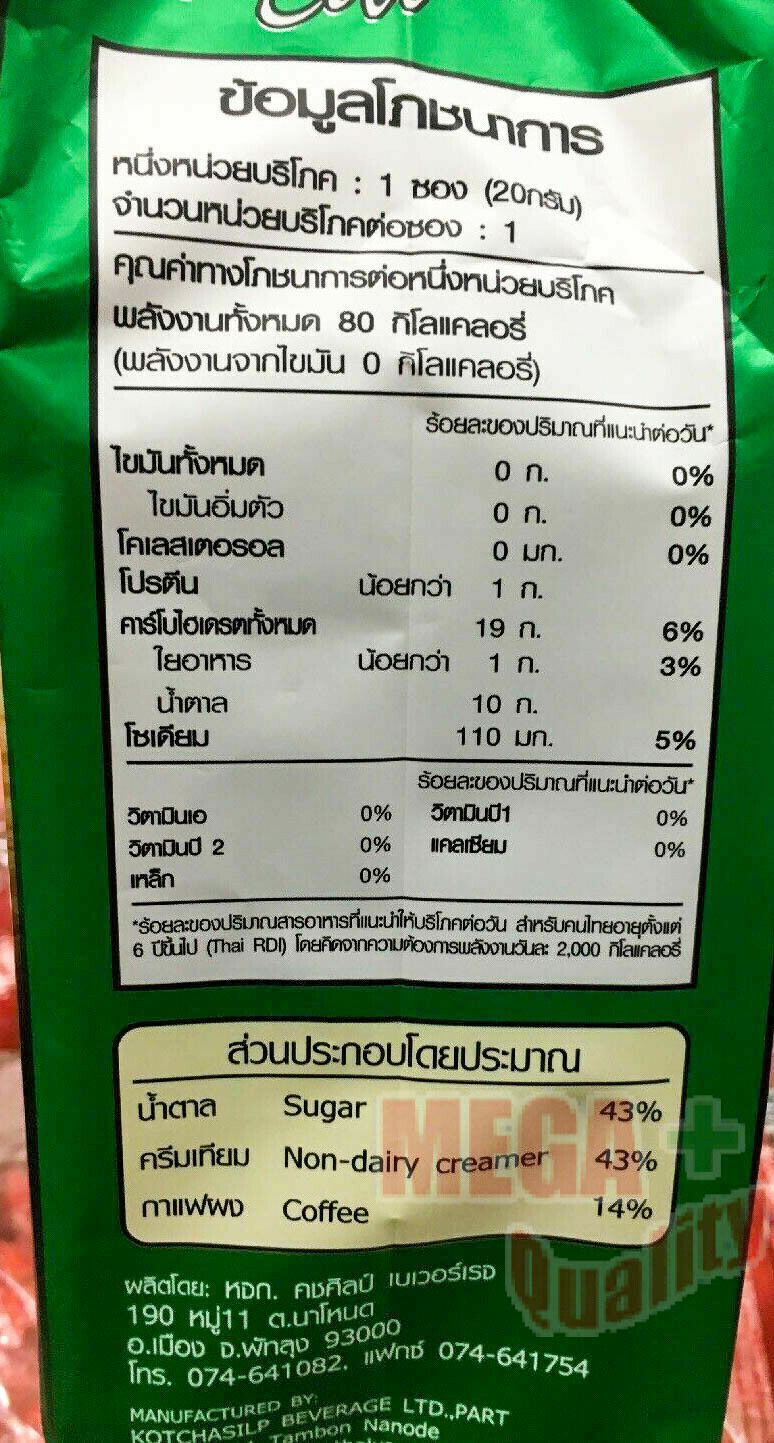 ข้อมูลโภชนาการ
หนึ่งหน่วยบริโภค : 1 ซอง (20กรัม)
จำนวนหน่วยบริโภคต่อซอง : 1
คุณค่าทางโภชนาการต่อหนึ่งหน่วยบริโภค
พลังงานทั้งหมด 80 กิโลแคลอรี่
(พลังงานจากไขมัน 0 กิโลแคลอรี่)
ร้อยละของปริมาณที่แนะนำต่อวัน*
ไขมันทั้งหมด 0 ก. 0%
ไขมันอิ่มตัว 0 ก. 0%
โคเลสเตอรอล 0 มก. 0%
โปรตีน น้อยกว่า 1 ก.
คาร์โบไฮเดรตทั้งหมด 19 ก. 6%
ใยอาหาร น้อยกว่า 1 ก. 3%
น้ำตาล 10 ก.
โซเดียม 110 มก. 5%
ร้อยละของปริมาณที่แนะนำต่อวัน*
วิตามินเอ 0% วิตามินบี1 0%
วิตามินบี 2 0% แคลเซียม 0%
เหล็ก 0%
*ร้อยละของปริมาณสารอาหารที่แนะนำให้บริโภคต่อวัน สำหรับคนไทยอายุตั้งแต่
6 ปีขึ้นไป (Thai RDI) โดยคิดจากความต้องการพลังงานวันละ 2,000 กิโลแคลอรี่
ส่วนประกอบโดยประมาณ
น้ำตาล Sugar 43%
ครีมเทียม Non-dairy creamer 43%
กาแฟผง Coffee 14%
MEGA+
Quality
ผลิตโดย: หจก. คชศิลป์ เบเวอร์เรจ
190 หมู่11 ต.นาโหนด
อ.เมือง จ.พัทลุง 93000
โทร. 074-641082, แฟกซ์ 074-641754
MANUFACTURED BY:
KOTCHASILP BEVERAGE LTD.,PART
Tambon Nanode